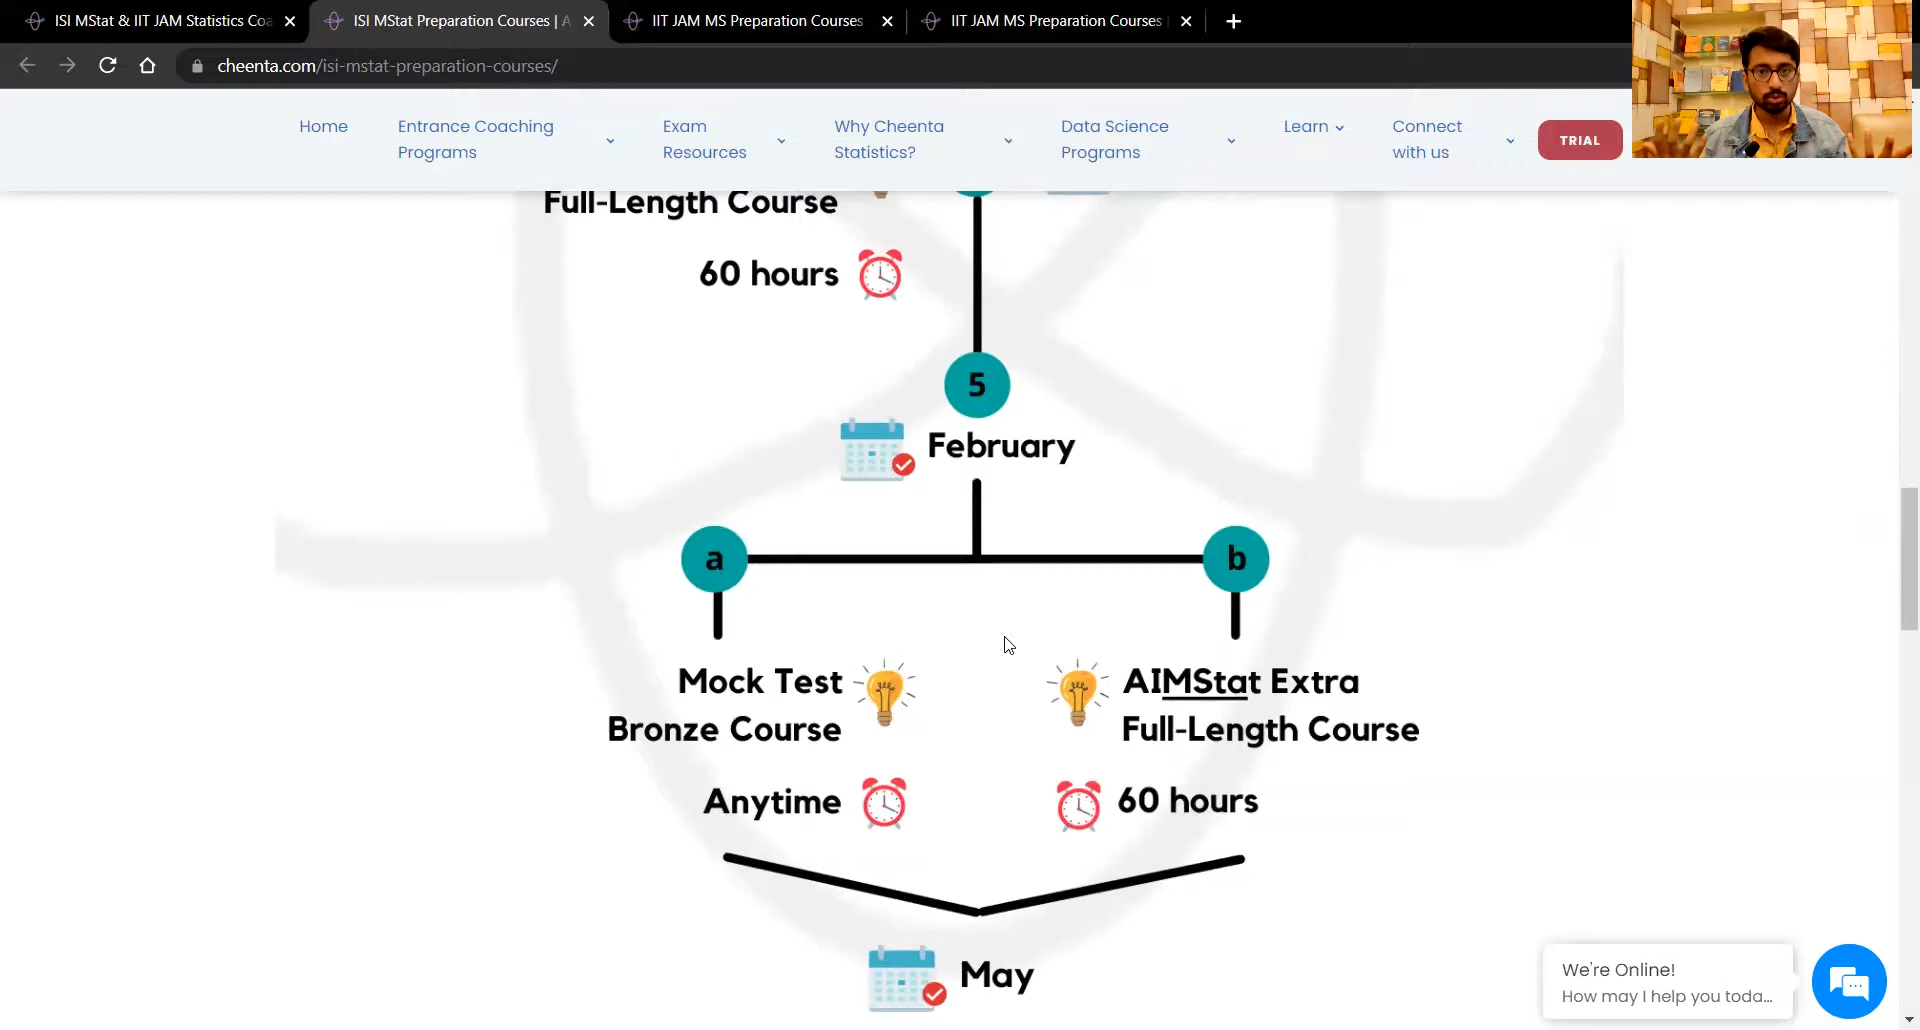 ISI MStat & IIT JAM Statistics Coa
ISI MStat Preparation Courses | A
IIT JAM MS Preparation Courses
IIT JAM MS Preparation Courses
cheenta.com/isi-mstat-preparation-courses/
Home
Entrance Coaching
Programs
Exam
Resources
Why Cheenta
Statistics?
Data Science
Programs
Learn
Connect
with us
TRIAL
Full-Length Course
60 hours
5
February
a
b
Mock Test
Bronze Course
Anytime
AIMStat Extra
Full-Length Course
60 hours
May
We're Online!
How may I help you toda...